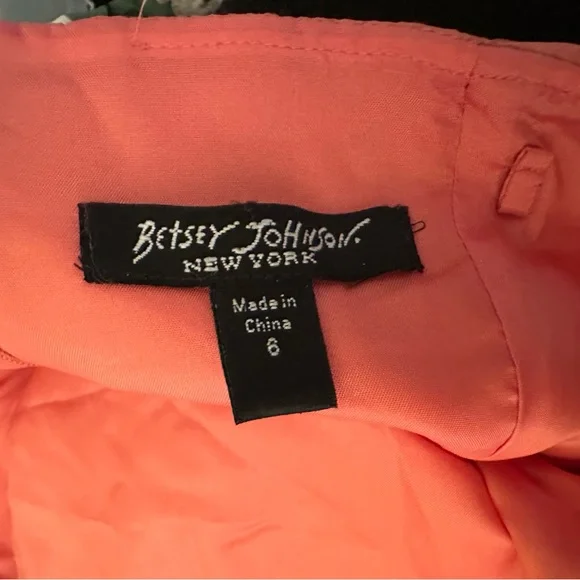 BETSEY JOHNSON.
NEW YORK
Made in
China
6